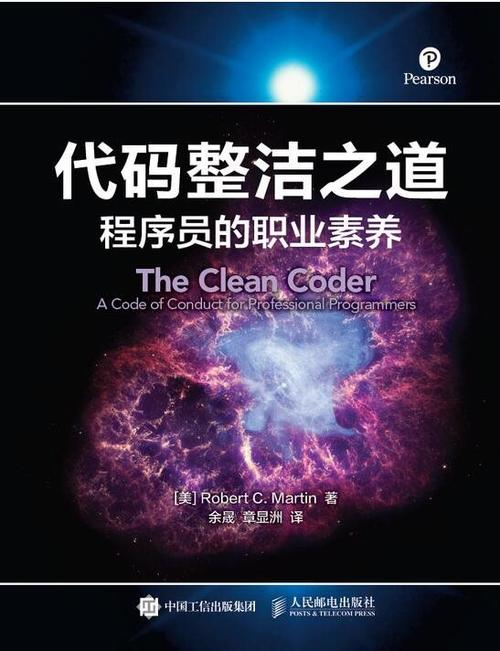 Pearson
代码整洁之道
程序员的职业素养
The Clean Coder
A Code of Conduct for Professional Programmers
[美] Robert C. Martin 著
余晟 章显洲 译
中国工信出版集团 人民邮电出版社
POSTS & TELECOM PRESS